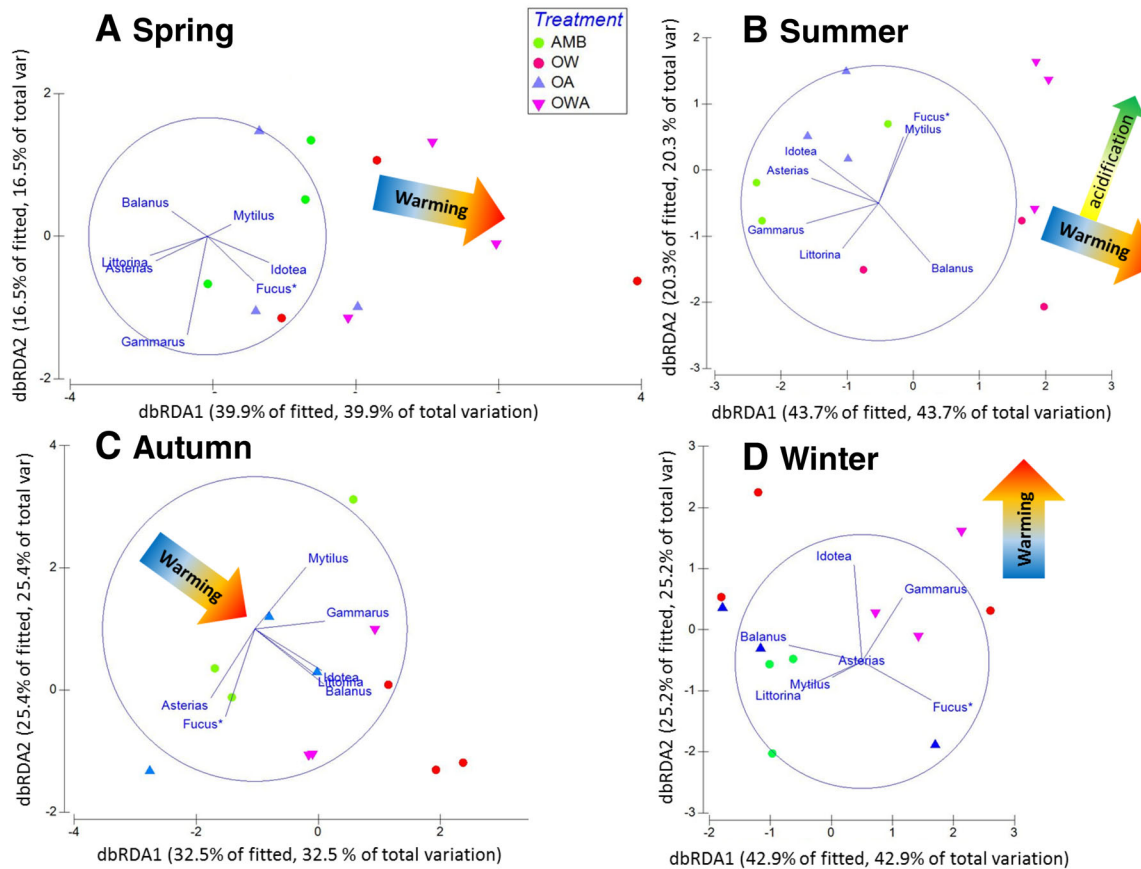 A Spring
Treatment
AMB
OW
OA
OWA
dbRDA2 (16.5% of fitted, 16.5% of total var)
2
0
-2
Balanus
Mytilus
Littorina
Asterias
Idotea
Fucus*
Gammarus
Warming
-4
4
dbRDA1 (39.9% of fitted, 39.9% of total variation)
B Summer
dbRDA2 (20.3% of fitted, 20.3 % of total var)
2
1
0
-1
-2
-3
Fucus*
Mytilus
Idotea
Asterias
Gammarus
Littorina
Balanus
acidification
Warming
-3
-2
-1
0
1
2
3
dbRDA1 (43.7% of fitted, 43.7% of total variation)
C Autumn
dbRDA2 (25.4% of fitted, 25.4% of total var)
4
2
0
-2
Warming
Mytilus
Gammarus
Idotea
Littorina
Balanus
Asterias
Fucus*
-4
-2
0
2
dbRDA1 (32.5% of fitted, 32.5 % of total variation)
D Winter
dbRDA2 (25.2% of fitted, 25.2% of total var)
3
2
1
0
-1
-2
-3
Warming
Idotea
Gammarus
Balanus
Asterias
Mytilus
Littorina
Fucus*
-2
-1
0
1
2
3
dbRDA1 (42.9% of fitted, 42.9% of total variation)